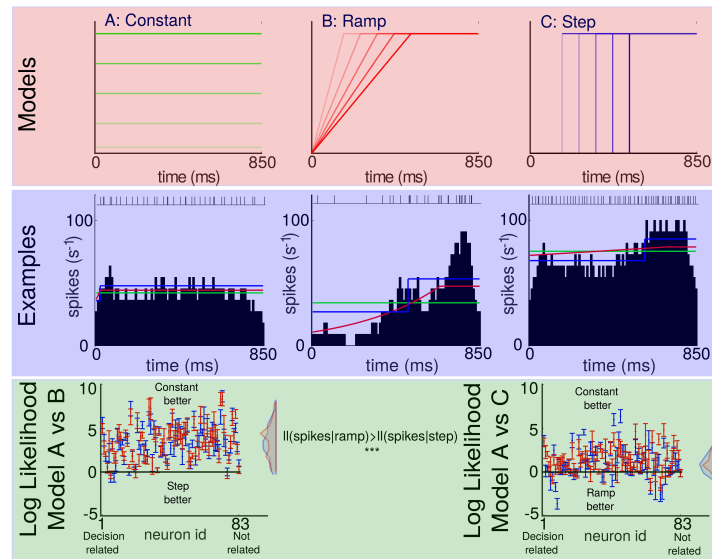 Models
A: Constant
B: Ramp
C: Step
0 850
time (ms)
0 850
time (ms)
0 850
time (ms)
Examples
spikes (s⁻¹)
100
0
0 850
time (ms)
spikes (s⁻¹)
100
0
0 850
time (ms)
spikes (s⁻¹)
100
0
0 850
time (ms)
Log Likelihood
Model A vs B
10
5
0
-5
Constant
better
Step
better
1 83
Decision
related
neuron id
Not
related
ll(spikes|ramp)>ll(spikes|step)
***
Log Likelihood
Model A vs C
10
5
0
-5
Constant
better
Ramp
better
1 83
Decision
related
neuron id
Not
related